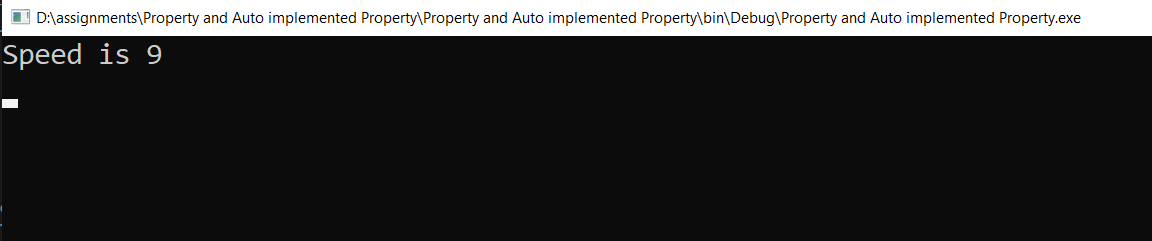 D:\assignments\Property and Auto implemented Property\Property and Auto implemented Property\bin\Debug\Property and Auto implemented Property.exe
Speed is 9